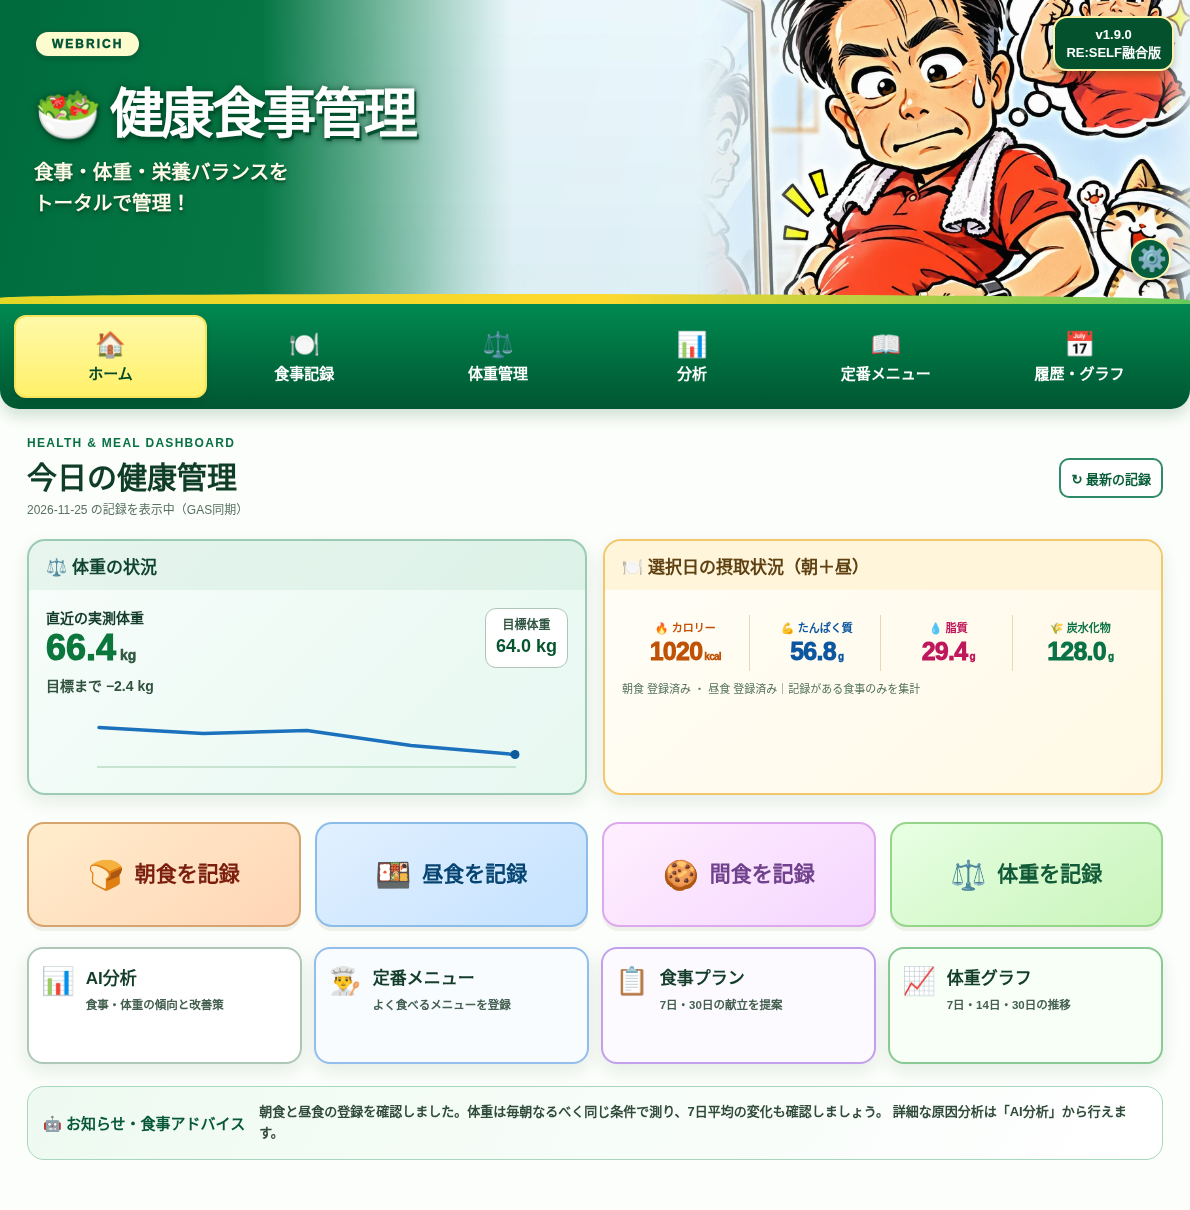 WEBRICH
v1.9.0
RE:SELF融合版
🥗 健康食事管理
食事・体重・栄養バランスを
トータルで管理！
ホーム
食事記録
体重管理
分析
定番メニュー
July
17
履歴・グラフ
HEALTH & MEAL DASHBOARD
今日の健康管理
2026-11-25 の記録を表示中（GAS同期）
↻ 最新の記録
⚖️ 体重の状況
直近の実測体重
66.4 kg
目標まで −2.4 kg
目標体重
64.0 kg
🍽️ 選択日の摂取状況（朝＋昼）
🔥 カロリー
1020 kcal
💪 たんぱく質
56.8 g
💧 脂質
29.4 g
🌾 炭水化物
128.0 g
朝食 登録済み ・ 昼食 登録済み｜記録がある食事のみを集計
🍞 朝食を記録
🍱 昼食を記録
🍪 間食を記録
⚖️ 体重を記録
📊 AI分析
食事・体重の傾向と改善策
👨‍🍳 定番メニュー
よく食べるメニューを登録
📋 食事プラン
7日・30日の献立を提案
📈 体重グラフ
7日・14日・30日の推移
🤖 お知らせ・食事アドバイス
朝食と昼食の登録を確認しました。体重は毎朝なるべく同じ条件で測り、7日平均の変化も確認しましょう。 詳細な原因分析は「AI分析」から行えま
す。